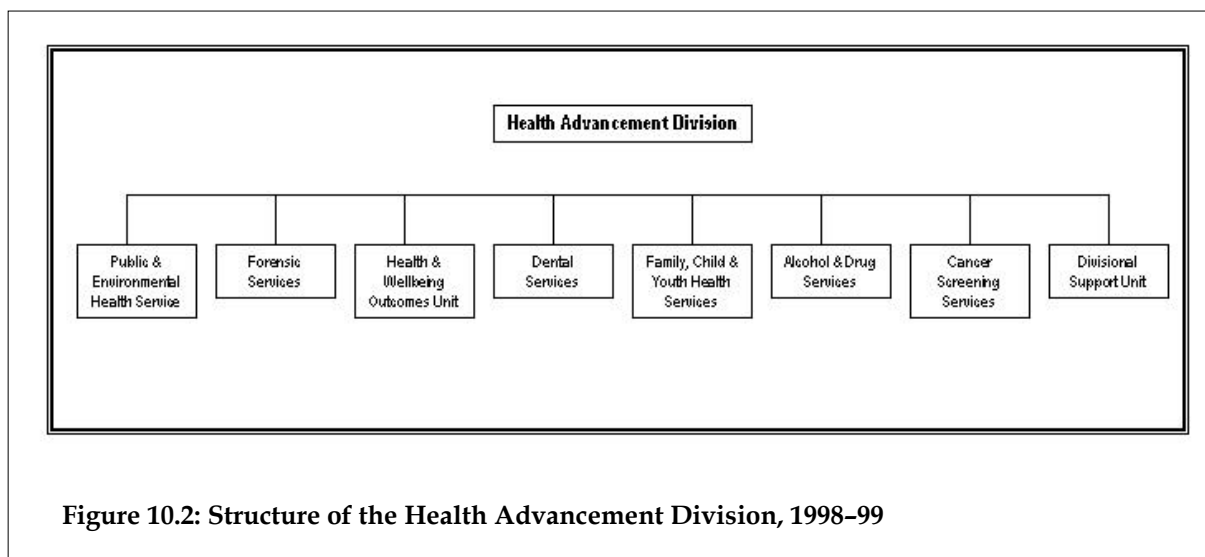 Health Advancement Division
Public &
Environmental
Health Service
Forensic
Services
Health &
Wellbeing
Outcomes Unit
Dental
Services
Family, Child &
Youth Health
Services
Alcohol & Drug
Services
Cancer
Screening
Services
Divisional
Support Unit
Figure 10.2: Structure of the Health Advancement Division, 1998–99